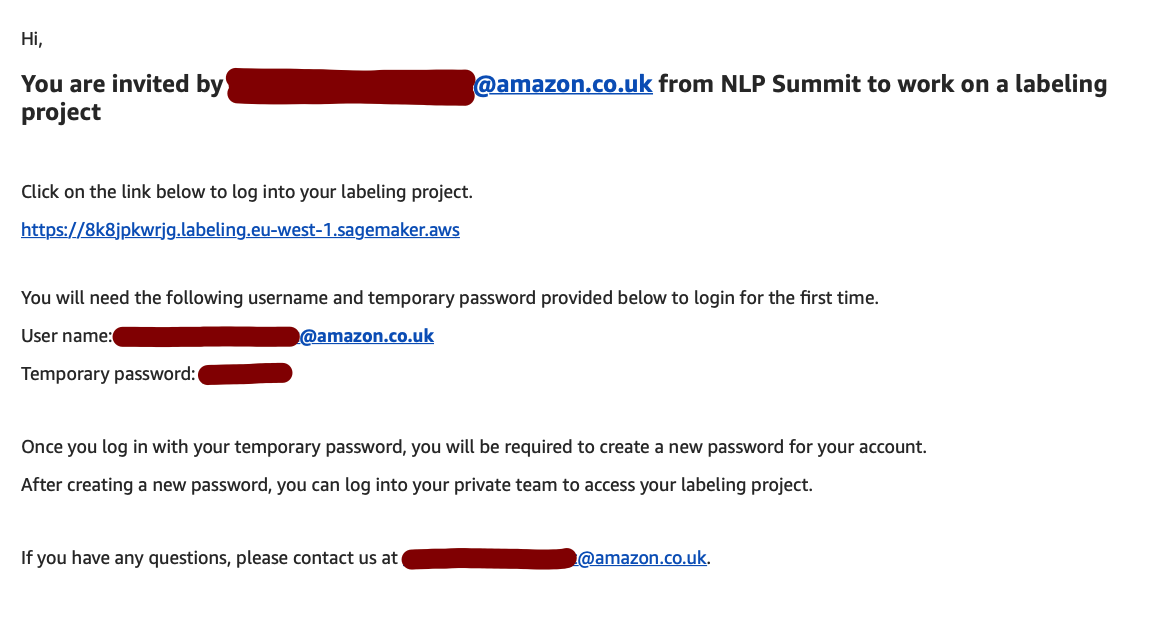 Hi,
You are invited by @amazon.co.uk from NLP Summit to work on a labeling
project
Click on the link below to log into your labeling project.
https://8k8jpkwrjg.labeling.eu-west-1.sagemaker.aws
You will need the following username and temporary password provided below to login for the first time.
User name: @amazon.co.uk
Temporary password:
Once you log in with your temporary password, you will be required to create a new password for your account.
After creating a new password, you can log into your private team to access your labeling project.
If you have any questions, please contact us at @amazon.co.uk.